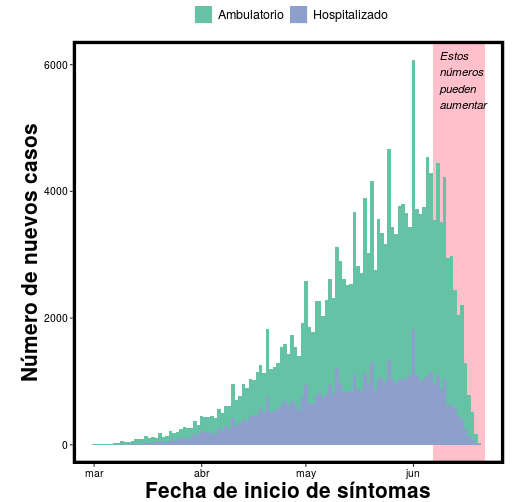 Ambulatorio Hospitalizado
Estos
números
pueden
aumentar
6000
4000
2000
0
Número de nuevos casos
mar abr may jun
Fecha de inicio de síntomas